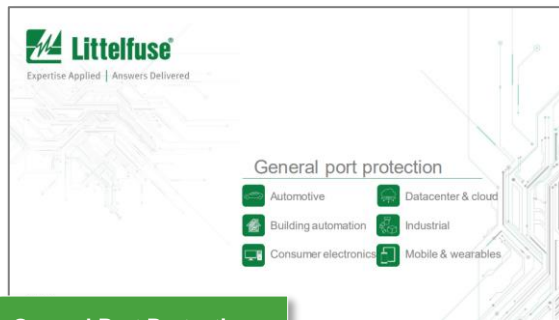 Littelfuse®
Expertise Applied | Answers Delivered
General port protection
Automotive
Datacenter & cloud
Building automation
Industrial
Consumer electronics
Mobile & wearables